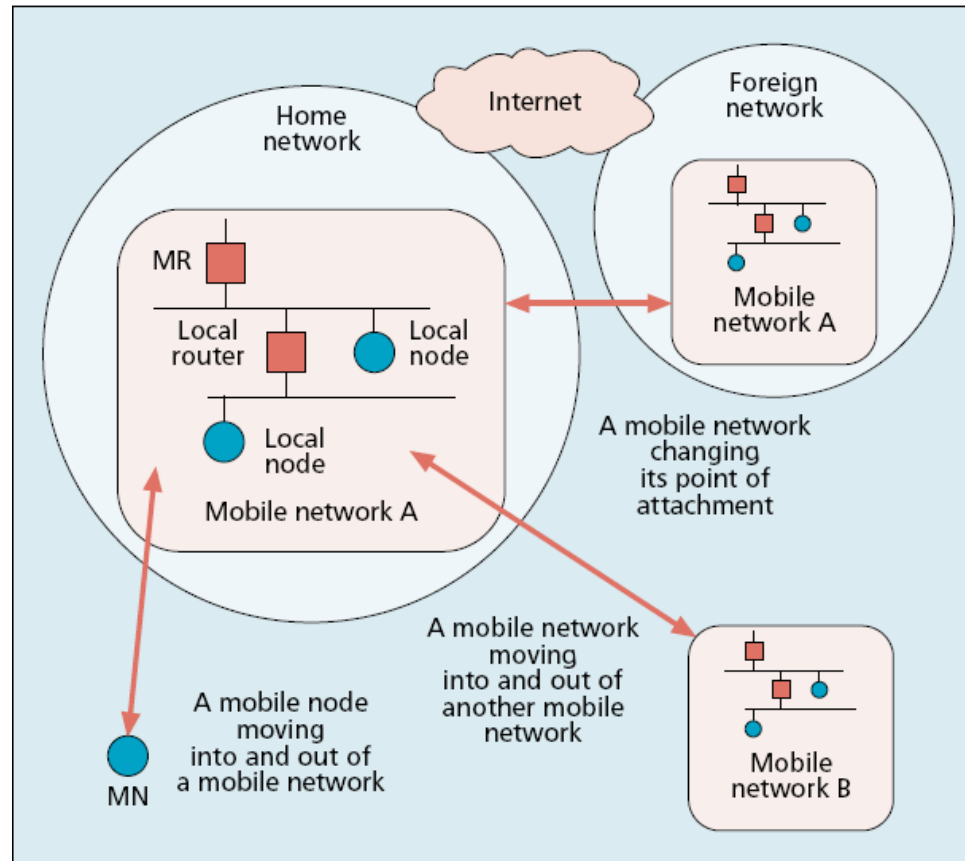 Internet
Home
network
Foreign
network
MR
Local
router
Local
node
Local
node
Mobile network A
Mobile
network A
A mobile network
changing
its point of
attachment
A mobile network
moving
into and out of
another mobile
network
A mobile node
moving
into and out of
a mobile network
MN
Mobile
network B